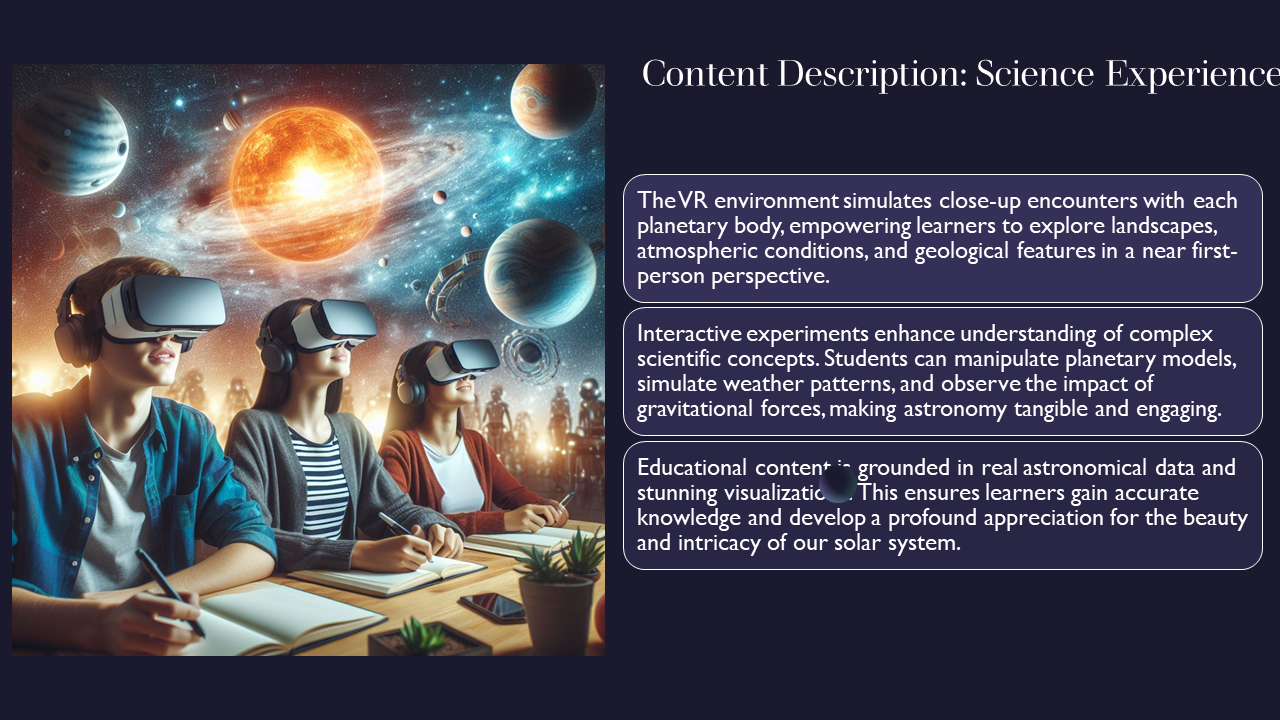 Content Description: Science Experience
The VR environment simulates close-up encounters with each
planetary body, empowering learners to explore landscapes,
atmospheric conditions, and geological features in a near first-
person perspective.
Interactive experiments enhance understanding of complex
scientific concepts. Students can manipulate planetary models,
simulate weather patterns, and observe the impact of
gravitational forces, making astronomy tangible and engaging.
Educational content is grounded in real astronomical data and
stunning This ensures learners gain accurate
knowledge and develop a profound appreciation for the beauty
and intricacy of our solar system.